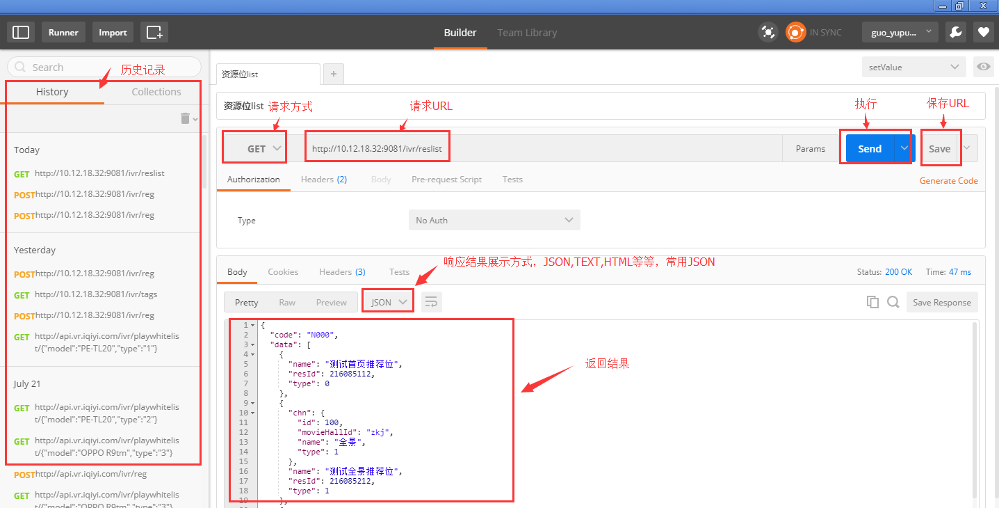 Runner
Import
Builder
Team Library
IN SYNC
guo_yupu...
Search
历史记录
History
Collections
资源位list
+
setValue
资源位list
请求方式
请求URL
执行
保存URL
GET
http://10.12.18.32:9081/ivr/reslist
Params
Send
Save
Authorization
Headers (2)
Body
Pre-request Script
Tests
Generate Code
Type
No Auth
Today
GET http://10.12.18.32:9081/ivr/reslist
POST http://10.12.18.32:9081/ivr/reg
POST http://10.12.18.32:9081/ivr/reg
Yesterday
POST http://10.12.18.32:9081/ivr/reg
GET http://10.12.18.32:9081/ivr/tags
POST http://10.12.18.32:9081/ivr/reg
GET http://api.vr.iqiyi.com/ivr/playwhitelis
t/{"model":"PE-TL20","type":"1"}
July 21
GET http://api.vr.iqiyi.com/ivr/playwhitelis
t/{"model":"PE-TL20","type":"2"}
GET http://api.vr.iqiyi.com/ivr/playwhitelis
t/{"model":"OPPO R9tm","type":"3"}
POST http://api.vr.iqiyi.com/ivr/reg
GET http://api.vr.iqiyi.com/ivr/playwhitelis
t/{"model":"OPPO R9tm","type":"3"}
响应结果展示方式，JSON,TEXT,HTML等等，常用JSON
Body
Cookies
Headers (3)
Tests
Status: 200 OK
Time: 47 ms
Pretty
Raw
Preview
JSON
Save Response
1 {
2 "code": "N000",
3 "data": [
4 {
5 "name": "测试首页推荐位",
6 "resId": 216085112,
7 "type": 0
8 },
9 {
10 "chn": {
11 "id": 100,
12 "movieHallId": "zkj",
13 "name": "全景",
14 "type": 1
15 },
16 "name": "测试全景推荐位",
17 "resId": 216085212,
18 "type": 1
19 },
返回结果